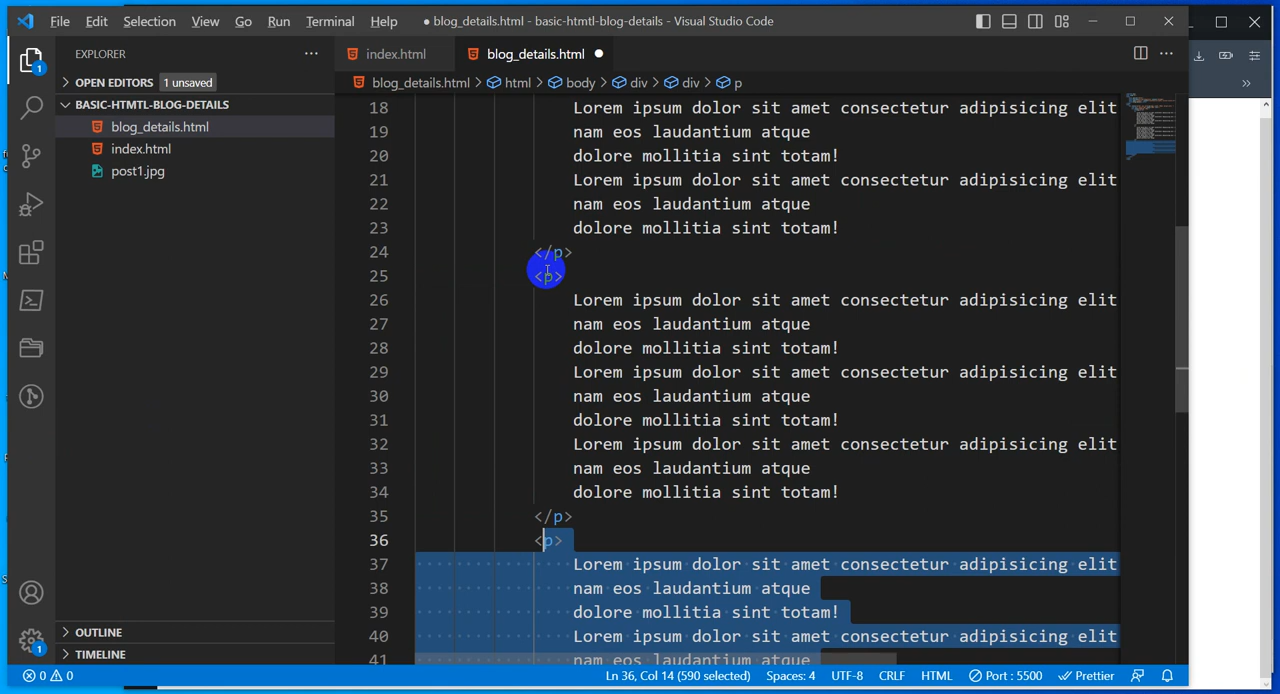 File Edit Selection View Go Run Terminal Help ● blog_details.html - basic-htmtl-blog-details - Visual Studio Code
EXPLORER
index.html
blog_details.html
OPEN EDITORS 1 unsaved
blog_details.html > html > body > div > div > p
BASIC-HTMTL-BLOG-DETAILS
blog_details.html
index.html
post1.jpg
18 Lorem ipsum dolor sit amet consectetur adipisicing elit
19 nam eos laudantium atque
20 dolore mollitia sint totam!
21 Lorem ipsum dolor sit amet consectetur adipisicing elit
22 nam eos laudantium atque
23 dolore mollitia sint totam!
24 </p>
25 <p>
26 Lorem ipsum dolor sit amet consectetur adipisicing elit
27 nam eos laudantium atque
28 dolore mollitia sint totam!
29 Lorem ipsum dolor sit amet consectetur adipisicing elit
30 nam eos laudantium atque
31 dolore mollitia sint totam!
32 Lorem ipsum dolor sit amet consectetur adipisicing elit
33 nam eos laudantium atque
34 dolore mollitia sint totam!
35 </p>
36 <p>
37 Lorem ipsum dolor sit amet consectetur adipisicing elit
38 nam eos laudantium atque
39 dolore mollitia sint totam!
40 Lorem ipsum dolor sit amet consectetur adipisicing elit
41 nam eos laudantium atque
1
1
OUTLINE
TIMELINE
0 0 Ln 36, Col 14 (590 selected) Spaces: 4 UTF-8 CRLF HTML Port : 5500 Prettier